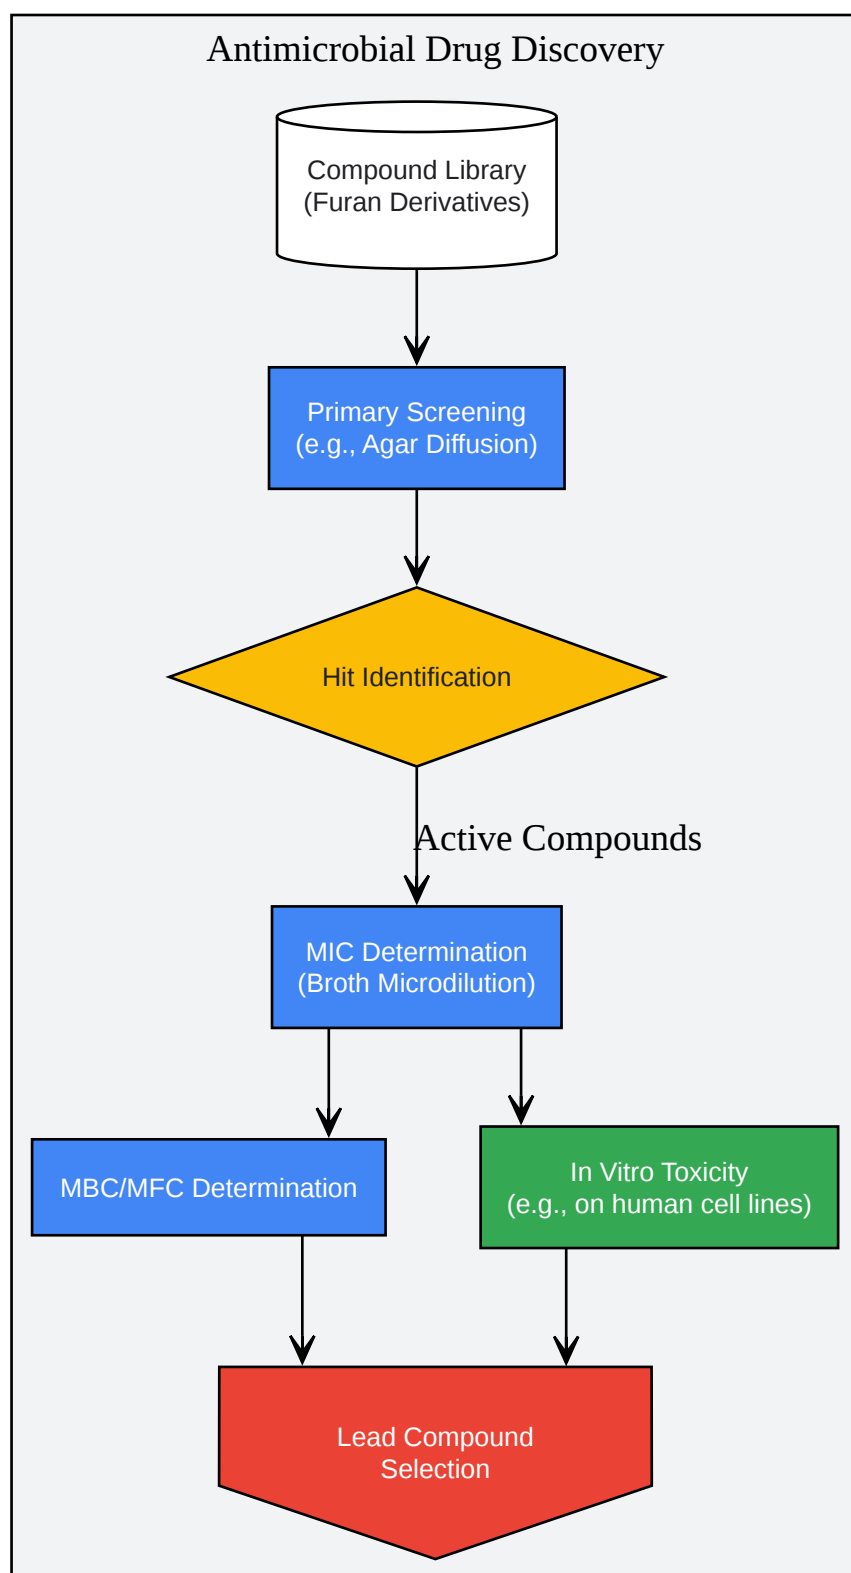 Antimicrobial Drug Discovery
Compound Library
(Furan Derivatives)
Primary Screening
(e.g., Agar Diffusion)
Hit Identification
Active Compounds
MIC Determination
(Broth Microdilution)
MBC/MFC Determination
In Vitro Toxicity
(e.g., on human cell lines)
Lead Compound
Selection